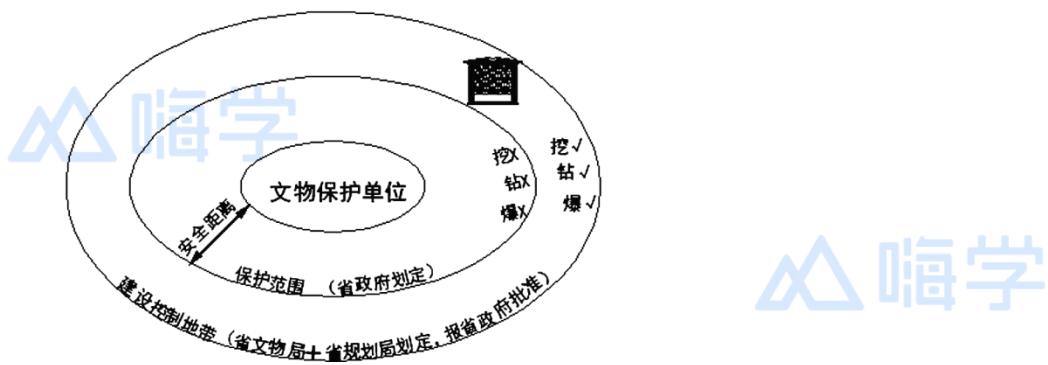 嗨学
挖X
钻X
爆X
挖√
钻√
爆√
文物保护单位
安全距离
保护范围 （省政府划定）
建设控制地带（省文物局＋省规划局划定，报省政府批准）
嗨学